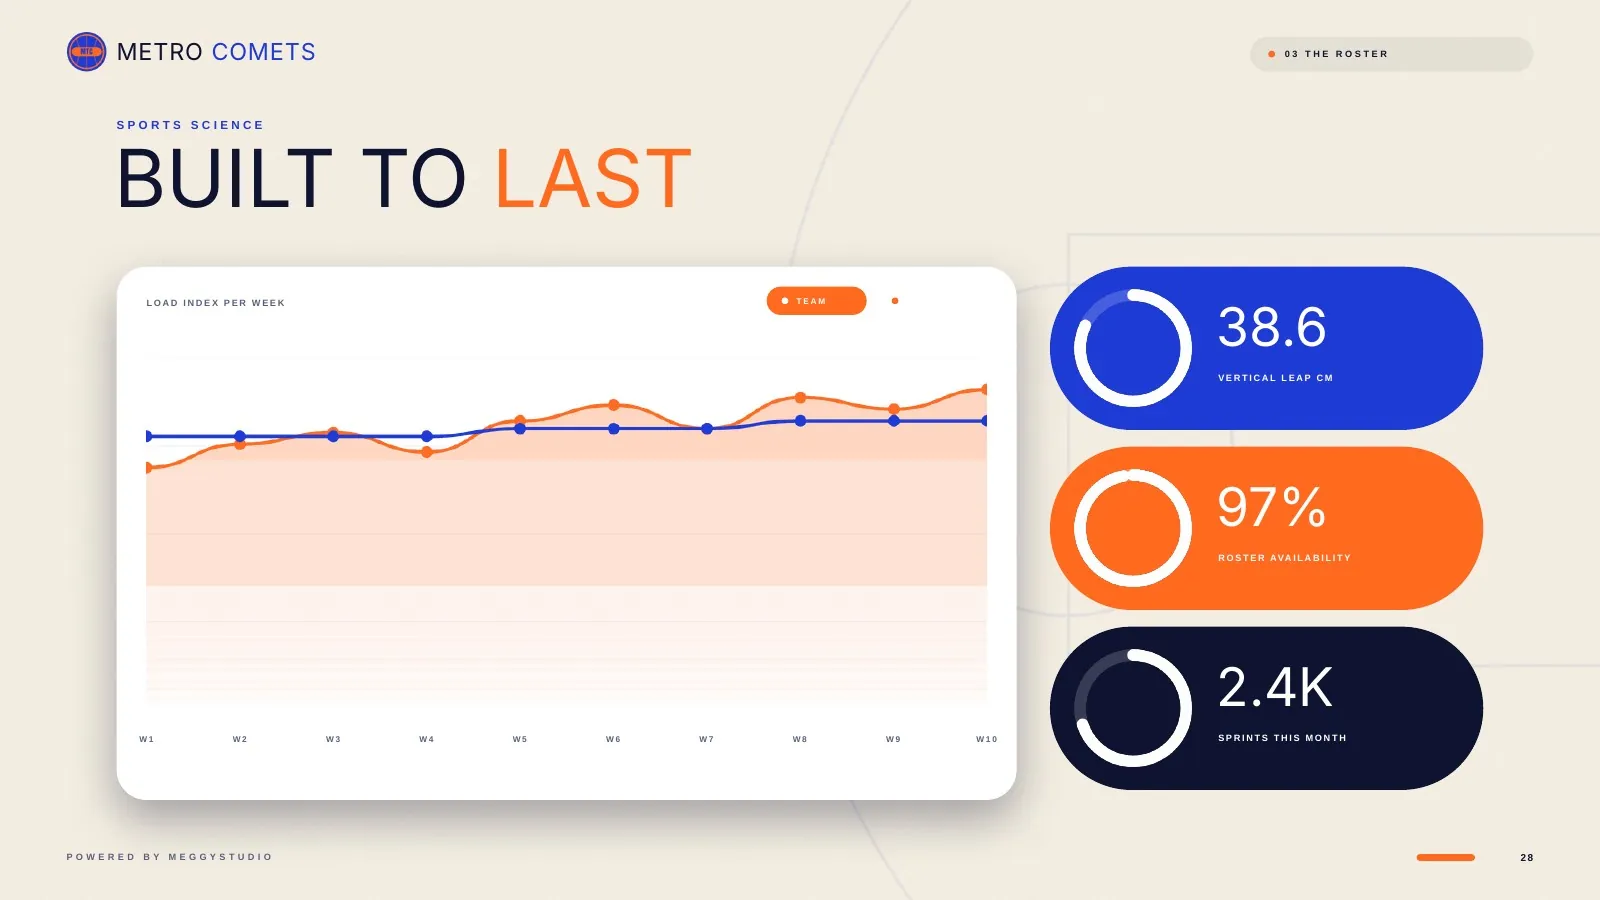 MTC
METRO COMETS
03 THE ROSTER
SPORTS SCIENCE
BUILT TO LAST
LOAD INDEX PER WEEK
TEAM
W1 W2 W3 W4 W5 W6 W7 W8 W9 W10
38.6
VERTICAL LEAP CM
97%
ROSTER AVAILABILITY
2.4K
SPRINTS THIS MONTH
POWERED BY MEGGYSTUDIO
28